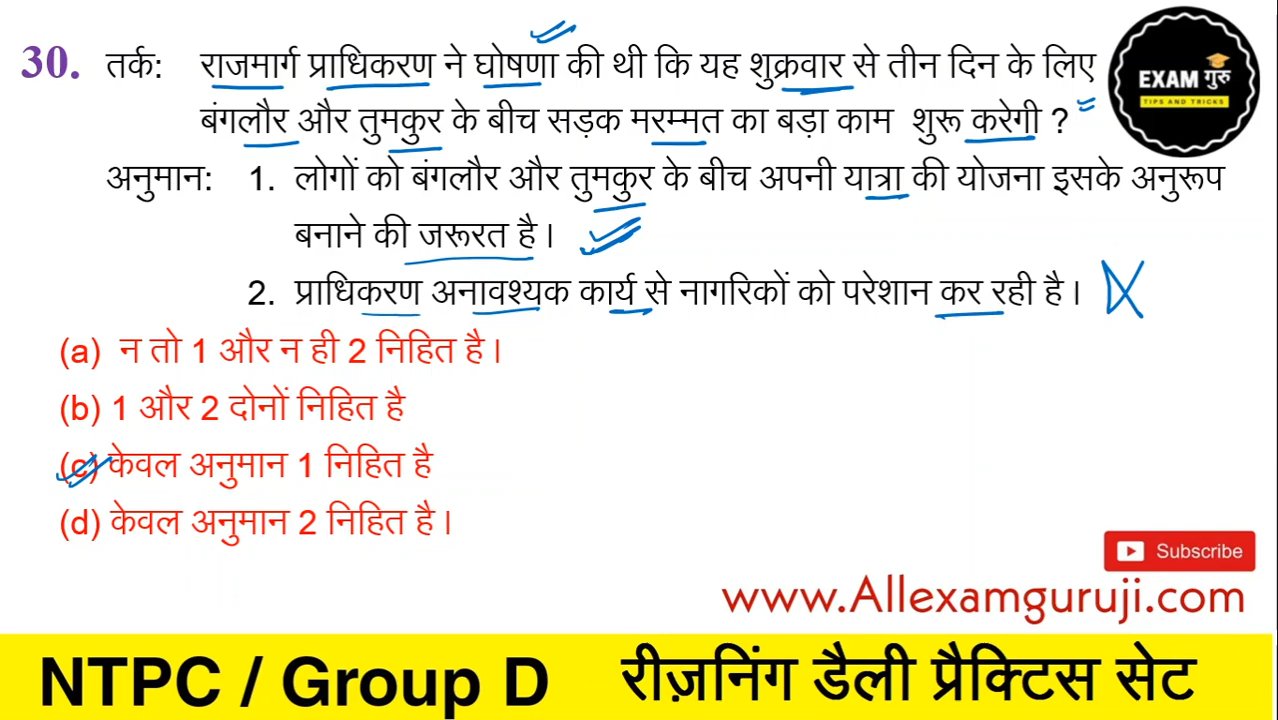 30. तर्क: राजमार्ग प्राधिकरण ने घोषणा की थी कि यह शुक्रवार से तीन दिन के लिए
बंगलौर और तुमकुर के बीच सड़क मरम्मत का बड़ा काम शुरू करेगी ?
अनुमान: 1. लोगों को बंगलौर और तुमकुर के बीच अपनी यात्रा की योजना इसके अनुरूप
बनाने की जरूरत है।
2. प्राधिकरण अनावश्यक कार्य से नागरिकों को परेशान कर रही है।
(a) न तो 1 और न ही 2 निहित है।
(b) 1 और 2 दोनों निहित है
(c) केवल अनुमान 1 निहित है
(d) केवल अनुमान 2 निहित है।
EXAM गुरु
TIPS AND TRICKS
Subscribe
www.Allexamguruji.com
NTPC / Group D रीज़निंग डैली प्रैक्टिस सेट